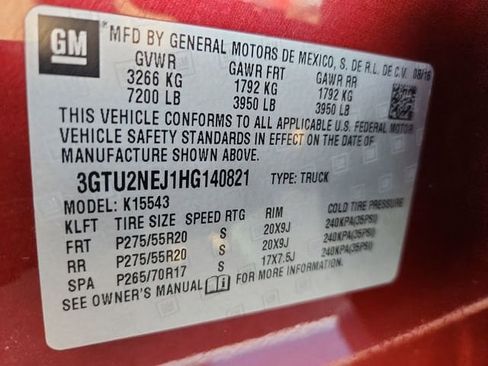 GM
MFD BY GENERAL MOTORS DE MEXICO, S. DE R.L. DE C.V. 08/16
GVWR GAWR FRT GAWR RR
3266 KG 1792 KG 1792 KG
7200 LB 3950 LB 3950 LB
THIS VEHICLE CONFORMS TO ALL APPLICABLE U.S. FEDERAL MOTOR
VEHICLE SAFETY STANDARDS IN EFFECT ON THE DATE OF
MANUFACTURE SHOWN ABOVE.
3GTU2NEJ1HG140821 TYPE: TRUCK
MODEL: K15543
KLFT TIRE SIZE SPEED RTG RIM COLD TIRE PRESSURE
FRT P275/55R20 S 20X9J 240KPA(35PSI)
RR P275/55R20 S 20X9J 240KPA(35PSI)
SPA P265/70R17 S 17X7.5J 240KPA(35PSI)
SEE OWNER'S MANUAL FOR MORE INFORMATION.